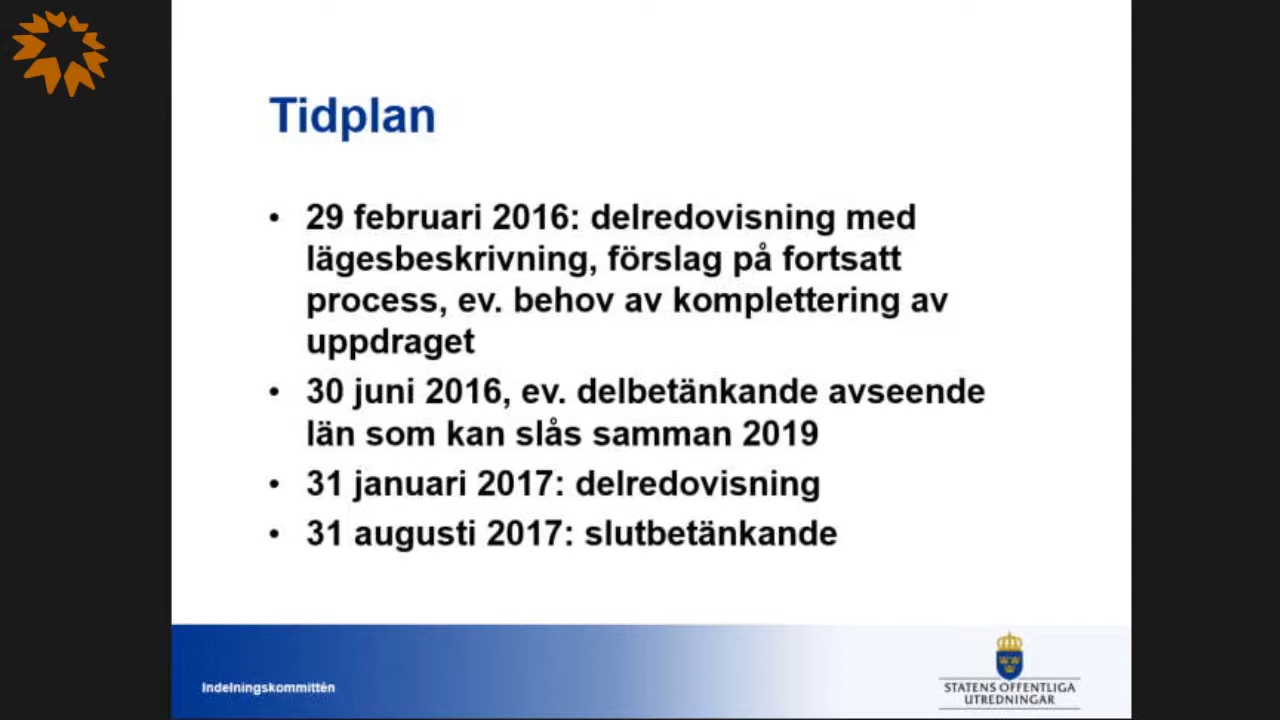 Tidplan
• 29 februari 2016: delredovisning med
lägesbeskrivning, förslag på fortsatt
process, ev. behov av komplettering av
uppdraget
• 30 juni 2016, ev. delbetänkande avseende
län som kan slås samman 2019
• 31 januari 2017: delredovisning
• 31 augusti 2017: slutbetänkande
Indelningskommittén
STATENS OFFENTLIGA
UTREDNINGAR